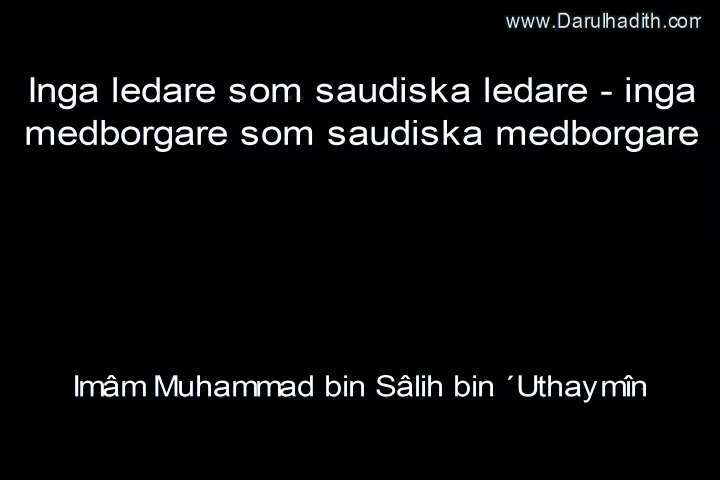 www.Darulhadith.com
Inga ledare som saudiska ledare - inga
medborgare som saudiska medborgare
Imâm Muhammad bin Sâlih bin ´Uthaymîn